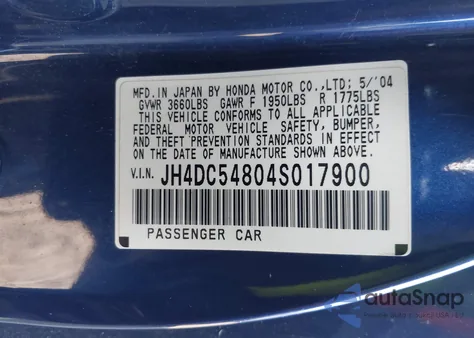 MFD.IN JAPAN BY HONDA MOTOR CO.,LTD; 5/'04
GVWR 3660LBS GAWR F 1950LBS R 1775LBS
THIS VEHICLE CONFORMS TO ALL APPLICABLE
FEDERAL MOTOR VEHICLE SAFETY, BUMPER,
AND THEFT PREVENTION STANDARDS IN EFFECT
ON THE DATE OF MANUFACTURE SHOWN ABOVE.
V.I.N. JH4DC54804S017900
PASSENGER CAR
autoSnap